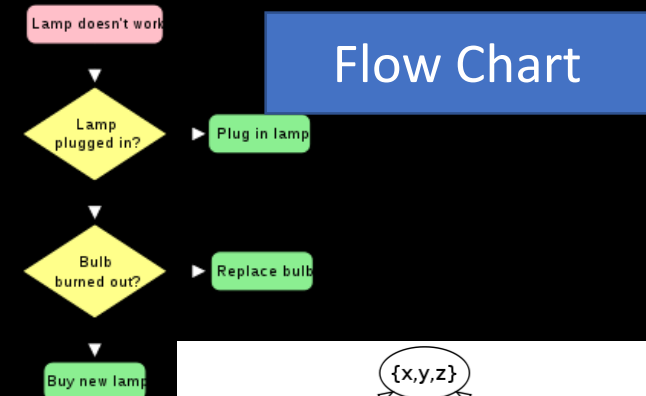 Lamp doesn't work
Flow Chart
Lamp
plugged in?
Plug in lamp
Bulb
burned out?
Replace bulb
Buy new lamp
{x,y,z}